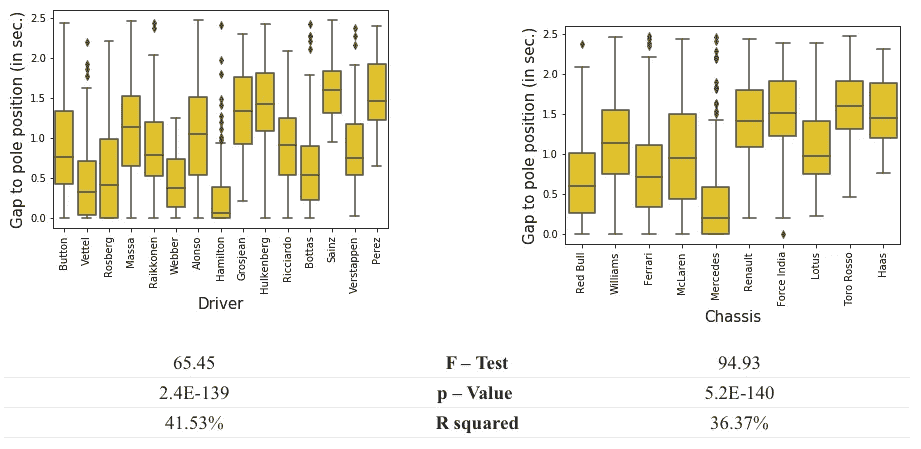 Gap to pole position (in sec.)
2.5
2.0
1.5
1.0
0.5
0.0
Button
Vettel
Rosberg
Massa
Raikkonen
Webber
Alonso
Hamilton
Grosjean
Hulkenberg
Ricciardo
Bottas
Sainz
Verstappen
Perez
Driver
Gap to pole position (in sec.)
2.5
2.0
1.5
1.0
0.5
0.0
Red Bull
Williams
Ferrari
McLaren
Mercedes
Renault
Force India
Lotus
Toro Rosso
Haas
Chassis
65.45 F – Test 94.93
2.4E-139 p – Value 5.2E-140
41.53% R squared 36.37%